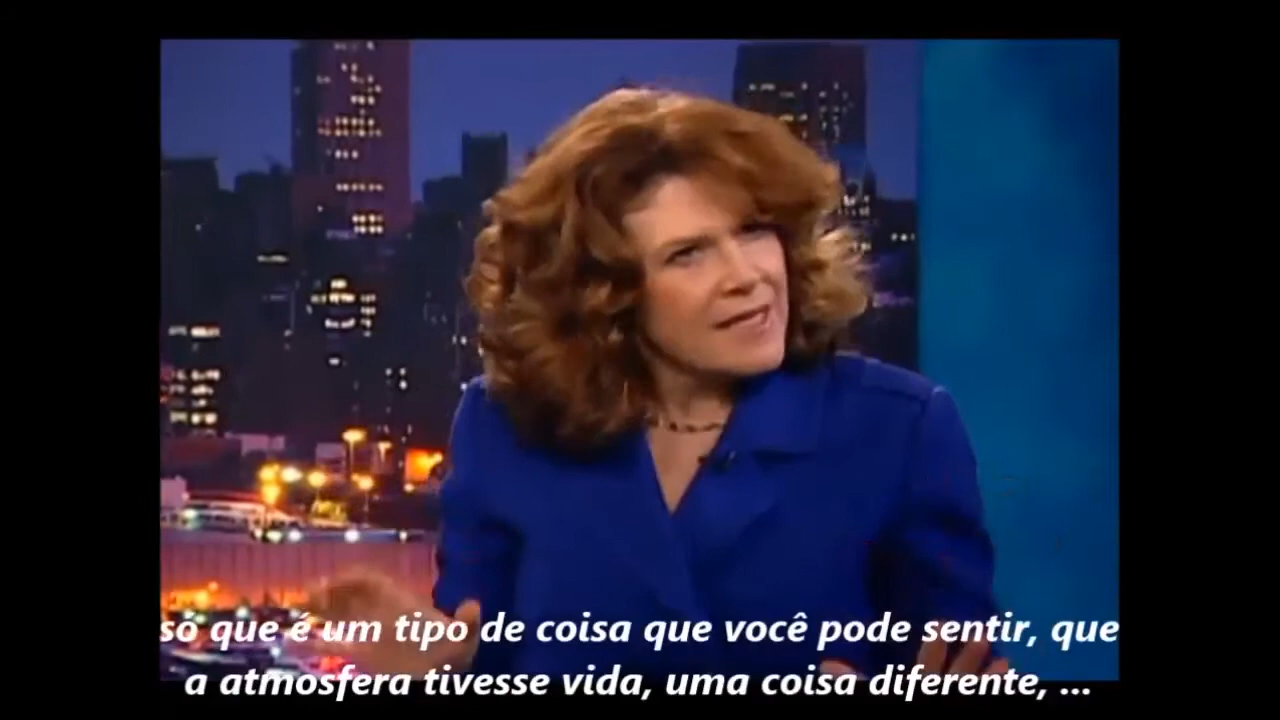 só que é um tipo de coisa que você pode sentir, que
a atmosfera tivesse vida, uma coisa diferente, ...